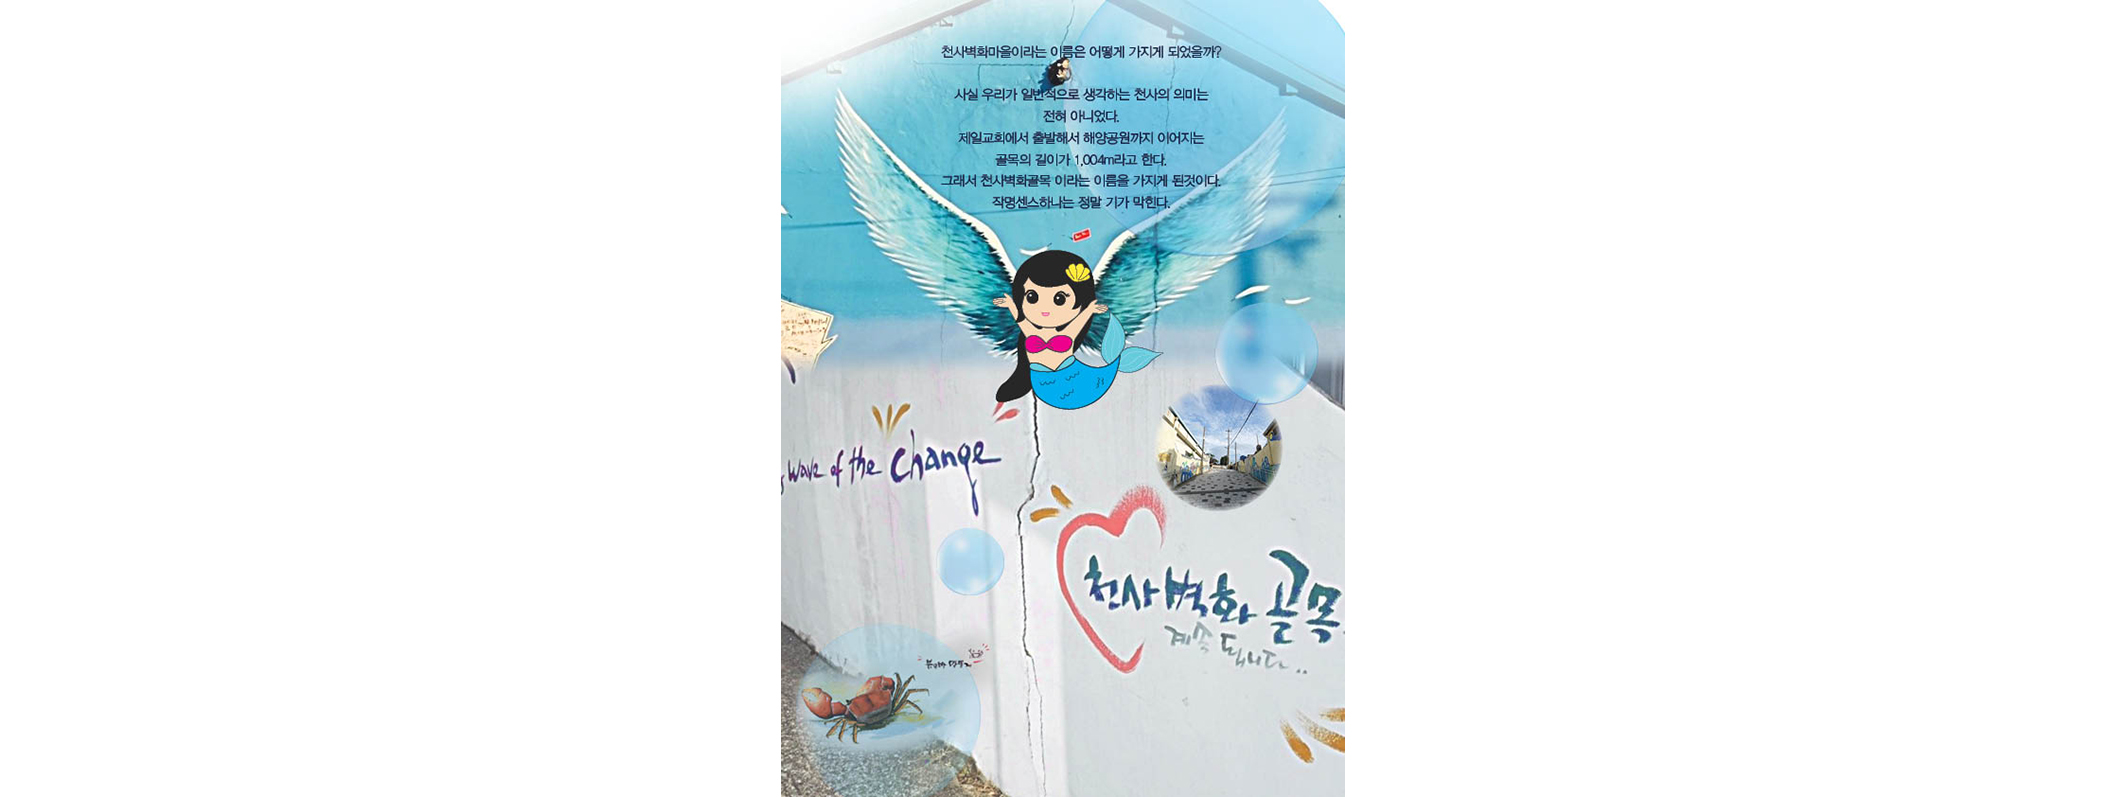 천사벽화마을이라는 이름은 어떻게 가지게 되었을까?
사실 우리가 일반적으로 생각하는 천사의 의미는
전혀 아니었다.
제일교회에서 출발해서 해양공원까지 이어지는
골목의 길이가 1,004m라고 한다.
그래서 천사벽화골목 이라는 이름을 가지게 된것이다.
작명센스하나는 정말 기가 막힌다.
wave of the Change
천사벽화 골목
계속 됩니다..